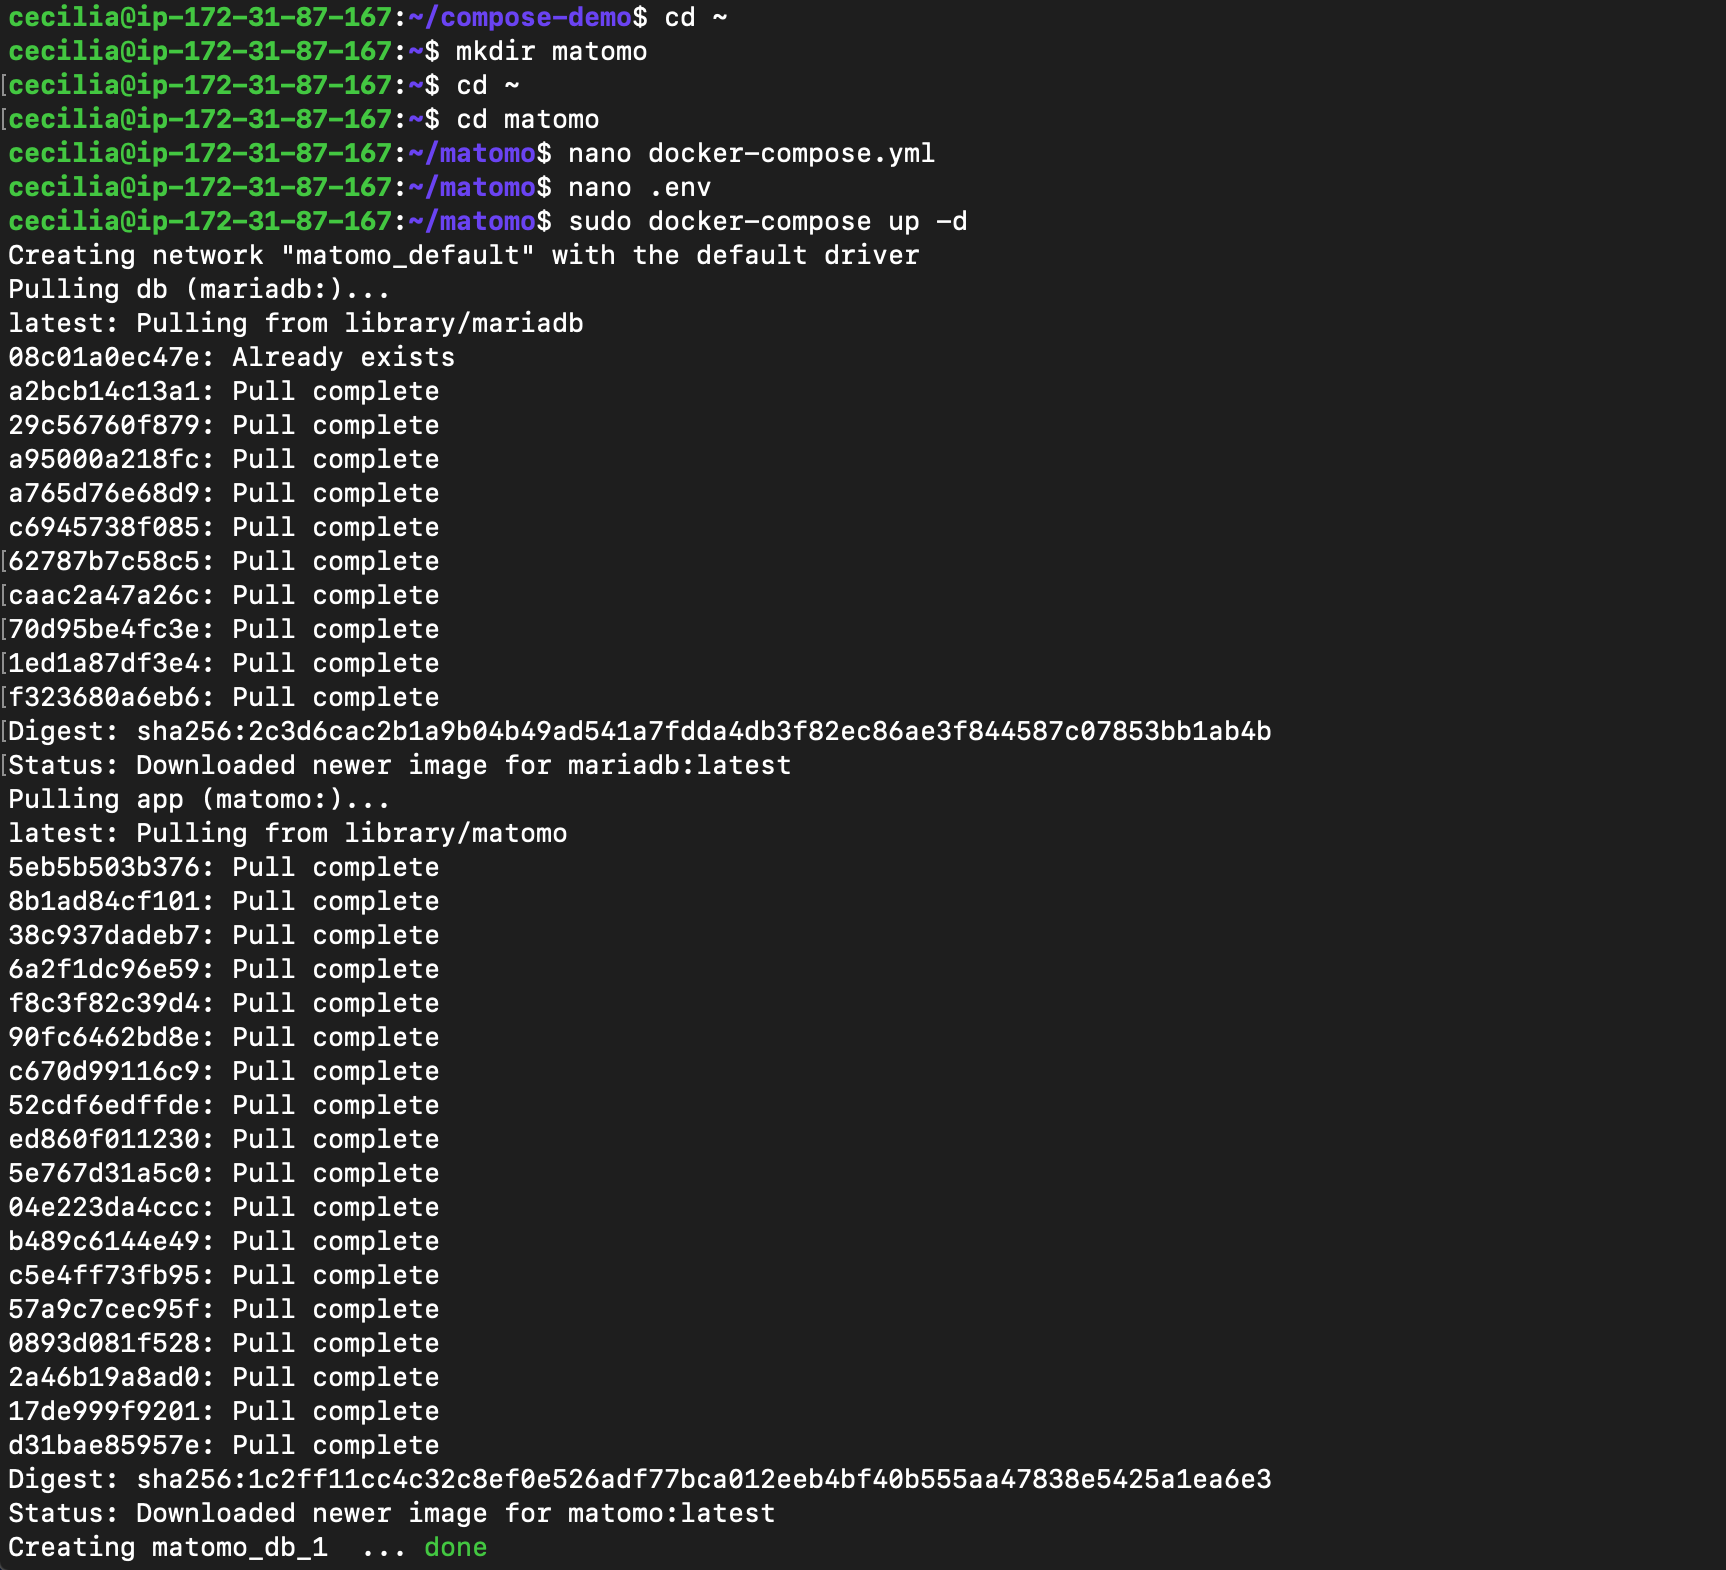 cecilia@ip-172-31-87-167:~/compose-demo$ cd ~
cecilia@ip-172-31-87-167:~$ mkdir matomo
[cecilia@ip-172-31-87-167:~$ cd ~
[cecilia@ip-172-31-87-167:~$ cd matomo
cecilia@ip-172-31-87-167:~/matomo$ nano docker-compose.yml
cecilia@ip-172-31-87-167:~/matomo$ nano .env
cecilia@ip-172-31-87-167:~/matomo$ sudo docker-compose up -d
Creating network "matomo_default" with the default driver
Pulling db (mariadb:)...
latest: Pulling from library/mariadb
08c01a0ec47e: Already exists
a2bcb14c13a1: Pull complete
29c56760f879: Pull complete
a95000a218fc: Pull complete
a765d76e68d9: Pull complete
c6945738f085: Pull complete
[62787b7c58c5: Pull complete
[caac2a47a26c: Pull complete
[70d95be4fc3e: Pull complete
[1ed1a87df3e4: Pull complete
[f323680a6eb6: Pull complete
[Digest: sha256:2c3d6cac2b1a9b04b49ad541a7fdda4db3f82ec86ae3f844587c07853bb1ab4b
[Status: Downloaded newer image for mariadb:latest
Pulling app (matomo:)...
latest: Pulling from library/matomo
5eb5b503b376: Pull complete
8b1ad84cf101: Pull complete
38c937dadeb7: Pull complete
6a2f1dc96e59: Pull complete
f8c3f82c39d4: Pull complete
90fc6462bd8e: Pull complete
c670d99116c9: Pull complete
52cdf6edffde: Pull complete
ed860f011230: Pull complete
5e767d31a5c0: Pull complete
04e223da4ccc: Pull complete
b489c6144e49: Pull complete
c5e4ff73fb95: Pull complete
57a9c7cec95f: Pull complete
0893d081f528: Pull complete
2a46b19a8ad0: Pull complete
17de999f9201: Pull complete
d31bae85957e: Pull complete
Digest: sha256:1c2ff11cc4c32c8ef0e526adf77bca012eeb4bf40b555aa47838e5425a1ea6e3
Status: Downloaded newer image for matomo:latest
Creating matomo_db_1  ... done